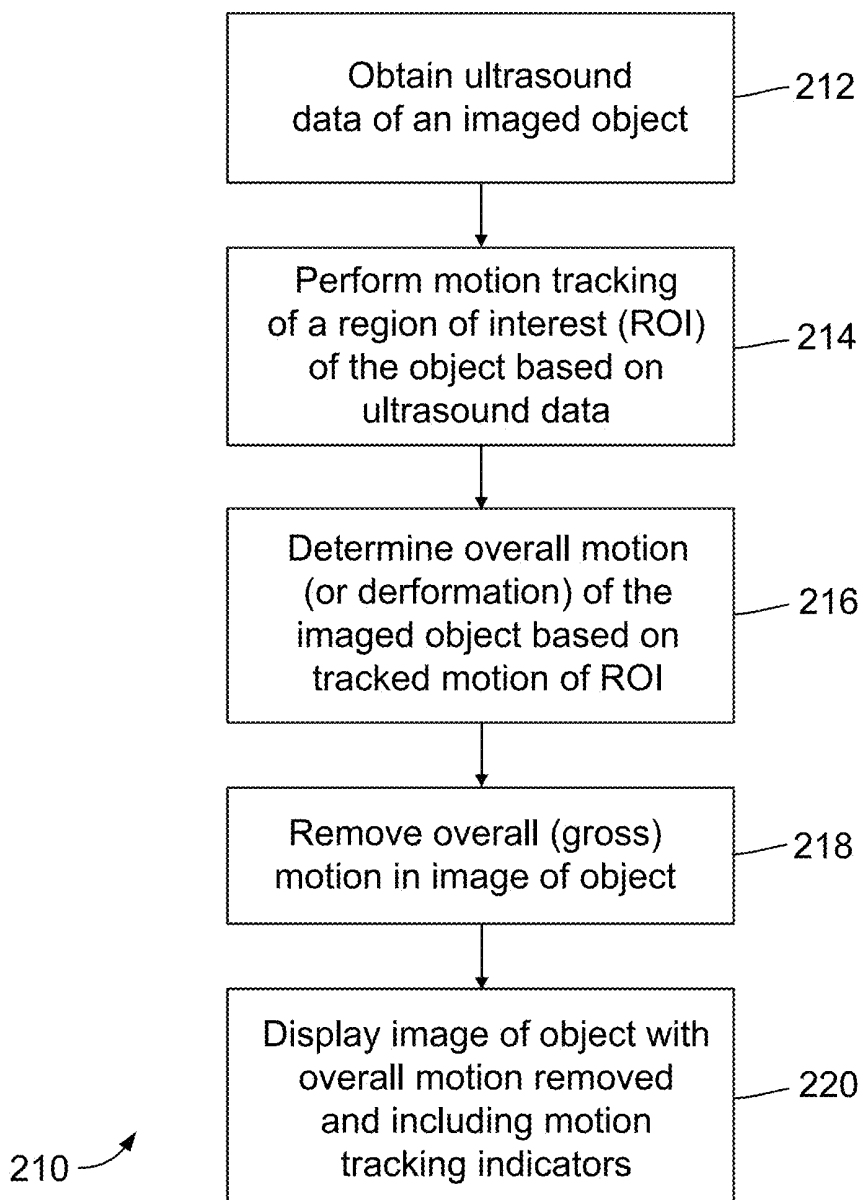 Obtain ultrasound
data of an imaged object
212
Perform motion tracking
of a region of interest (ROI)
of the object based on
ultrasound data
214
Determine overall motion
(or derformation) of the
imaged object based on
tracked motion of ROI
216
Remove overall (gross)
motion in image of object
218
Display image of object with
overall motion removed
and including motion
tracking indicators
220
210